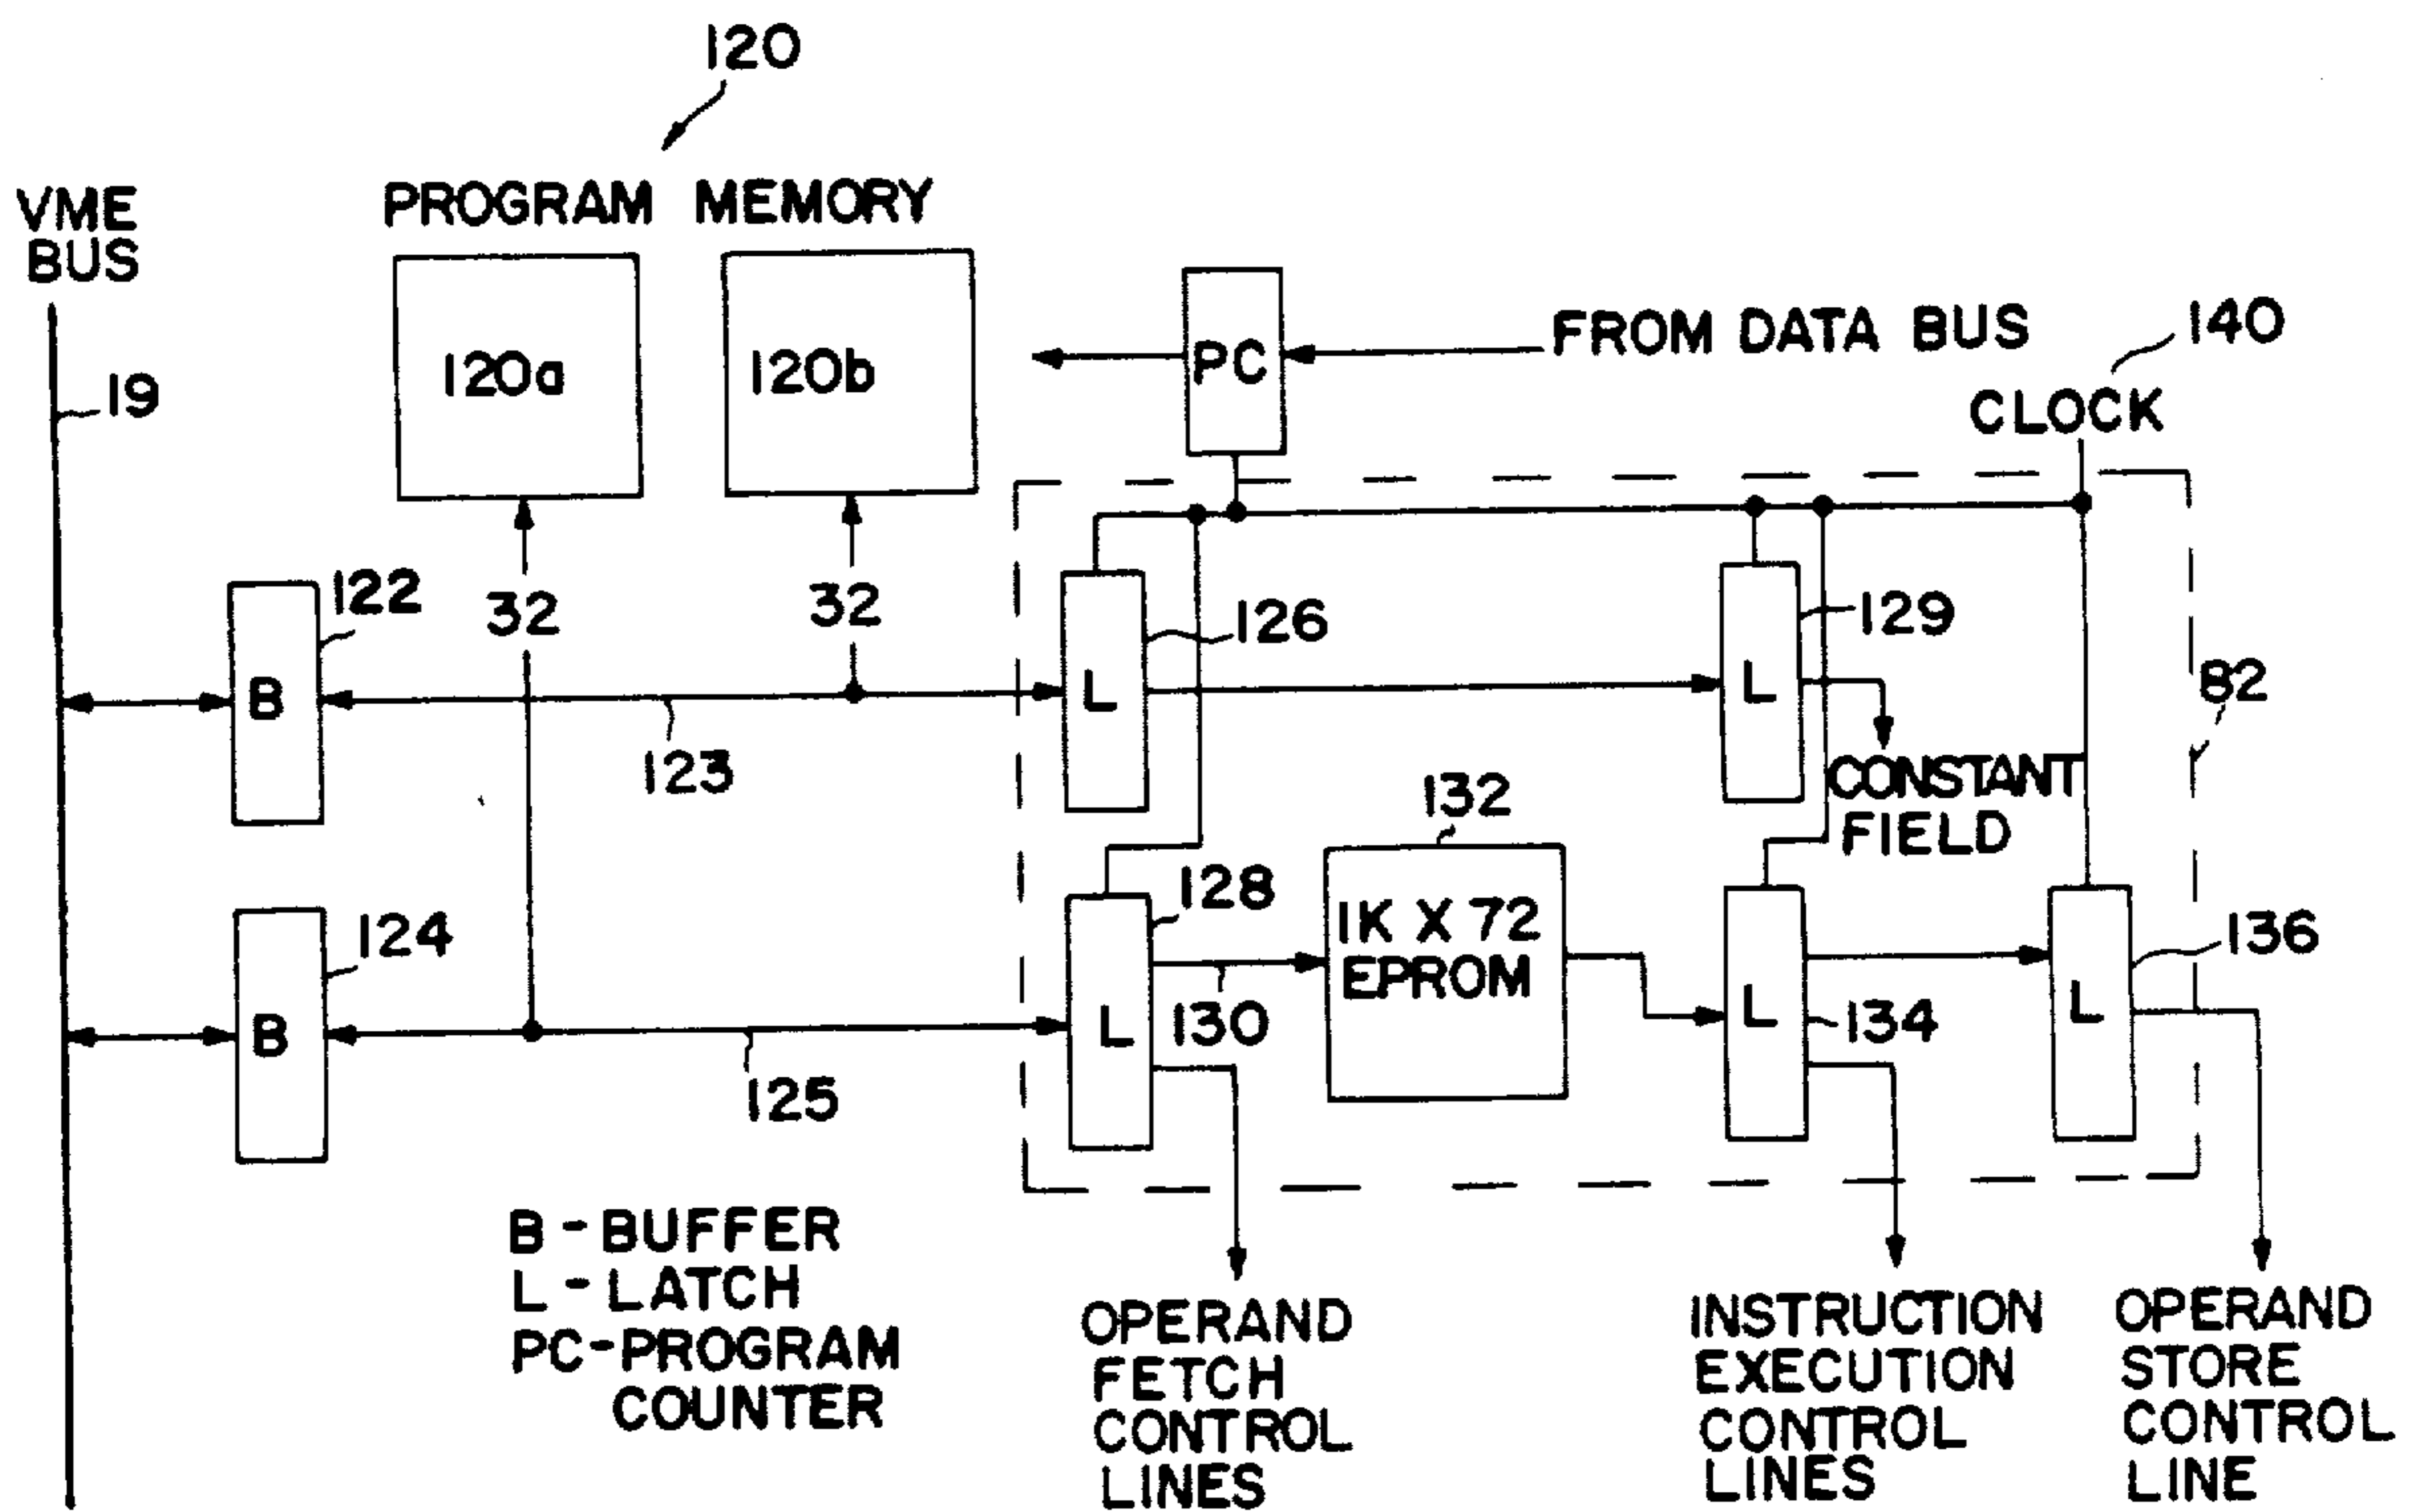 120
PROGRAM MEMORY
VME
BUS
120a
120b
PC
FROM DATA BUS
140
CLOCK
19
122
32
32
126
129
B
L
L
82
123
CONSTANT
FIELD
132
124
128
1K X 72
EPROM
136
B
L
130
L
134
L
125
B - BUFFER
L - LATCH
PC - PROGRAM
COUNTER
OPERAND
FETCH
CONTROL
LINES
INSTRUCTION
EXECUTION
CONTROL
LINES
OPERAND
STORE
CONTROL
LINE